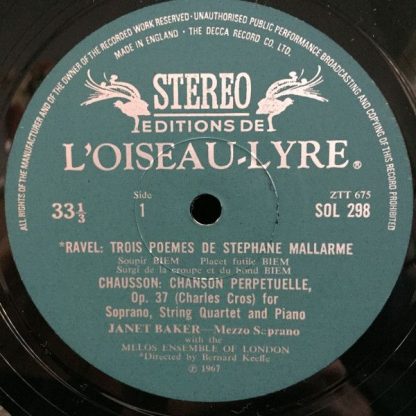 ALL RIGHTS OF THE MANUFACTURER AND OF THE OWNER OF THE RECORDED WORK RESERVED · UNAUTHORISED PUBLIC PERFORMANCE BROADCASTING AND COPYING OF THIS RECORD PROHIBITED
MADE IN ENGLAND · THE DECCA RECORD CO. LTD.
STEREO
EDITIONS DE
L'OISEAU-LYRE ®
33 1/3
Side
1
ZTT 675
SOL 298
*RAVEL: TROIS POEMES DE STEPHANE MALLARME
Soupir BIEM Placet futile BIEM
Surgi de la croupe et du bond BIEM
CHAUSSON: CHANSON PERPETUELLE,
Op. 37 (Charles Cros) for
Soprano, String Quartet and Piano
JANET BAKER—Mezzo Soprano
with the
MELOS ENSEMBLE OF LONDON
*Directed by Bernard Keeffe
℗ 1967